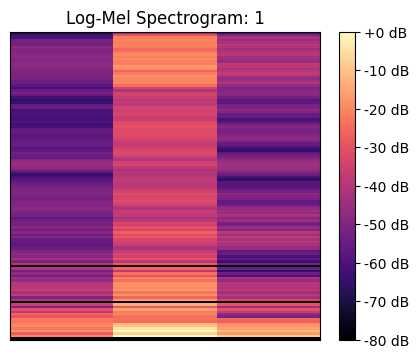 Log-Mel Spectrogram: 1
+0 dB
-10 dB
-20 dB
-30 dB
-40 dB
-50 dB
-60 dB
-70 dB
-80 dB